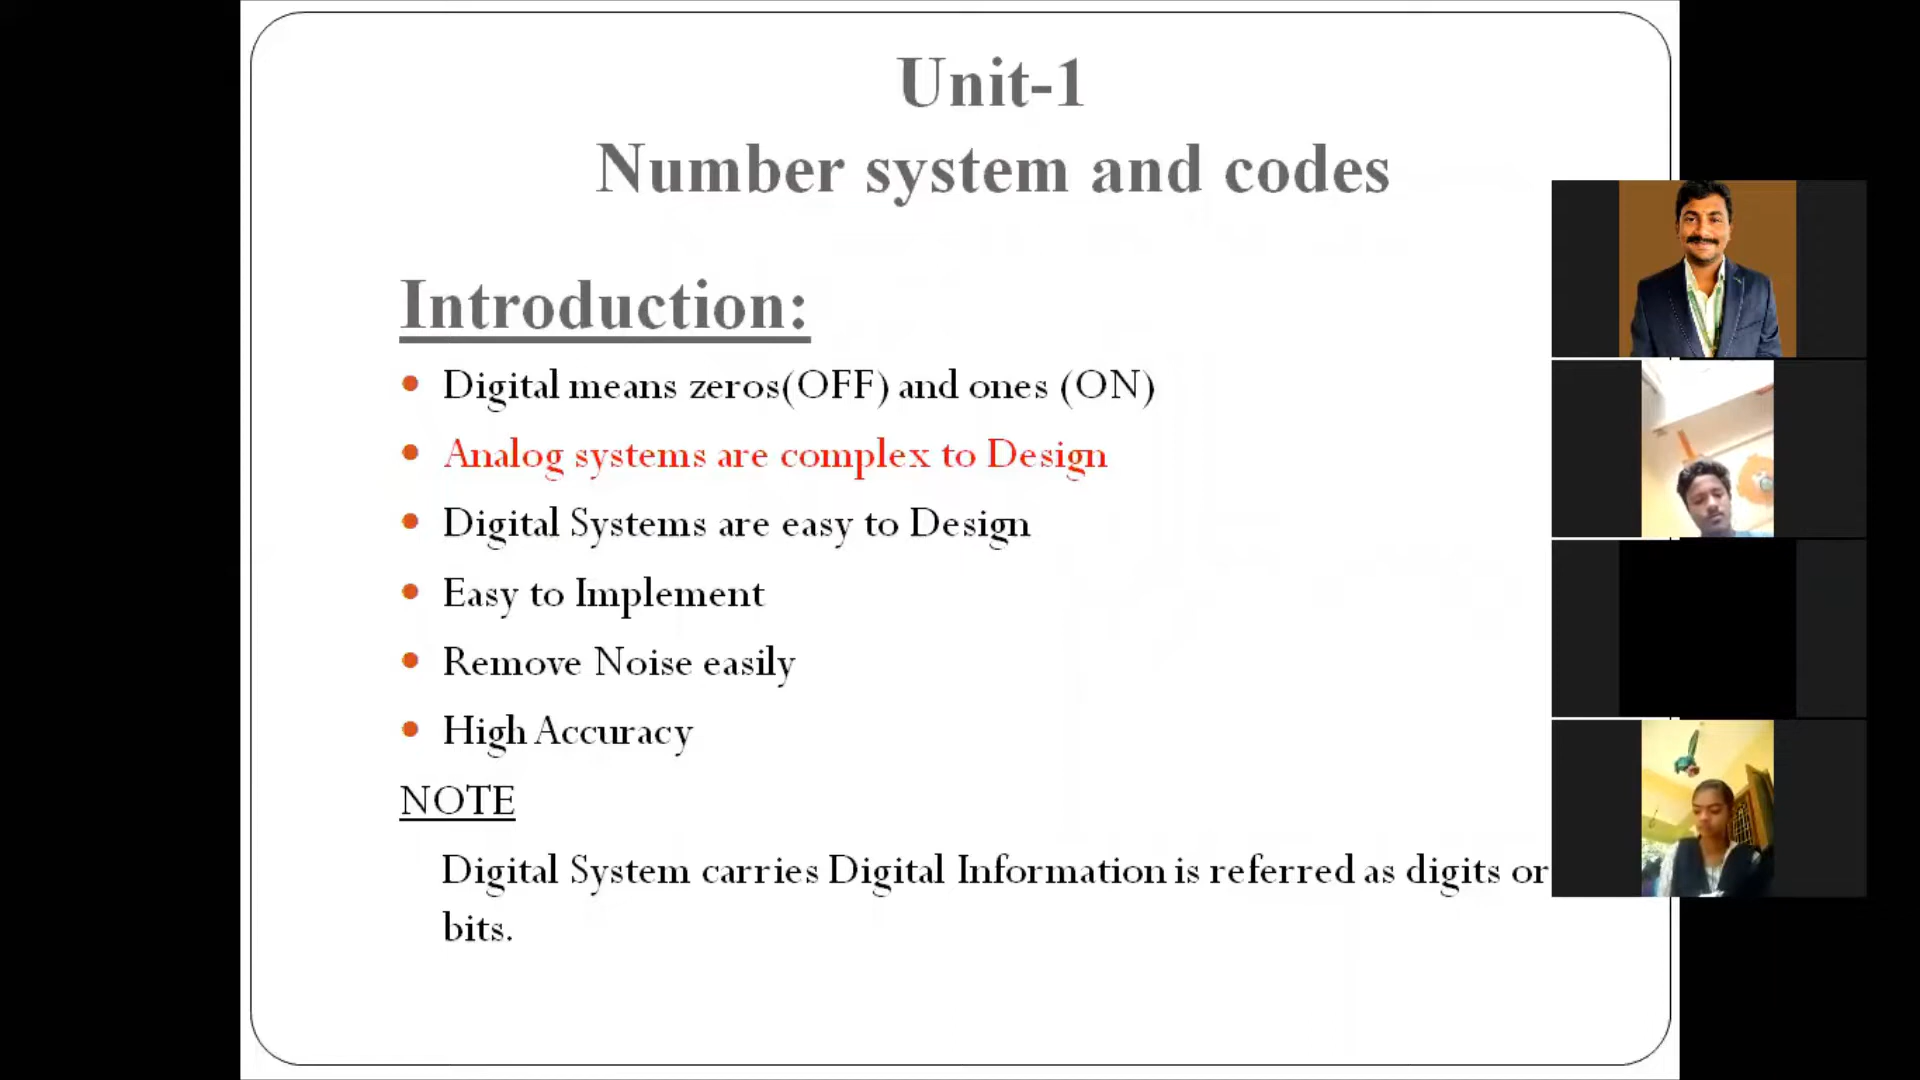 Unit-1
Number system and codes
Introduction:
• Digital means zeros(OFF) and ones (ON)
• Analog systems are complex to Design
• Digital Systems are easy to Design
• Easy to Implement
• Remove Noise easily
• High Accuracy
NOTE
Digital System carries Digital Information is referred as digits or
bits.